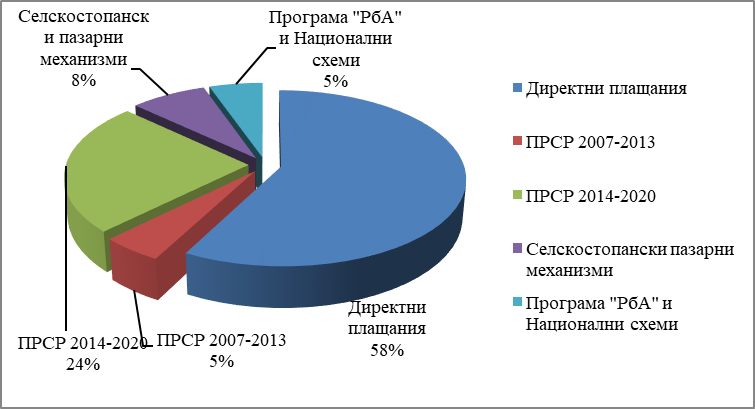 Селскостопанск
и пазарни
механизми
8%
Програма "РбА"
и Национални
схеми
5%
Директни плащания
ПРСР 2007-2013
ПРСР 2014-2020
Селскостопански пазарни
механизми
Програма "РбА" и
Национални схеми
Директни
плащания
58%
ПРСР 2007-2013
5%
ПРСР 2014-2020
24%